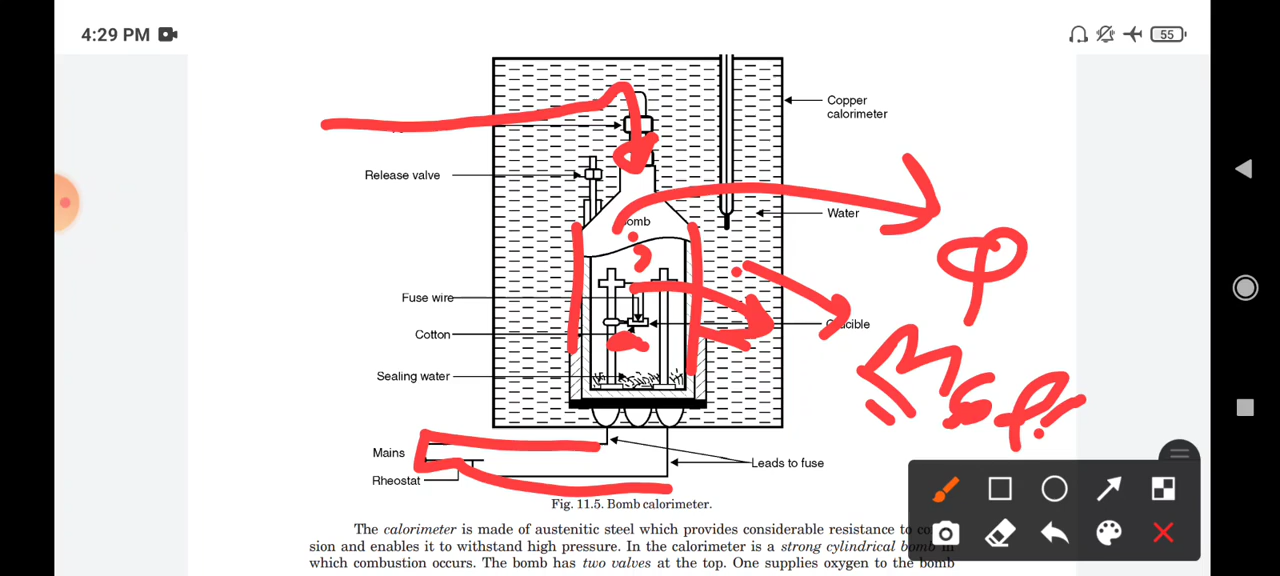 4:29 PM
55
Copper
calorimeter
Release valve
Water
Fuse wire
Cotton
Sealing water
Mains
Rheostat
Leads to fuse
Fig. 11.5. Bomb calorimeter.
The calorimeter is made of austenitic steel which provides considerable resistance to
sion and enables it to withstand high pressure. In the calorimeter is a strong cylindrical bomb in
which combustion occurs. The bomb has two valves at the top. One supplies oxygen to the bomb